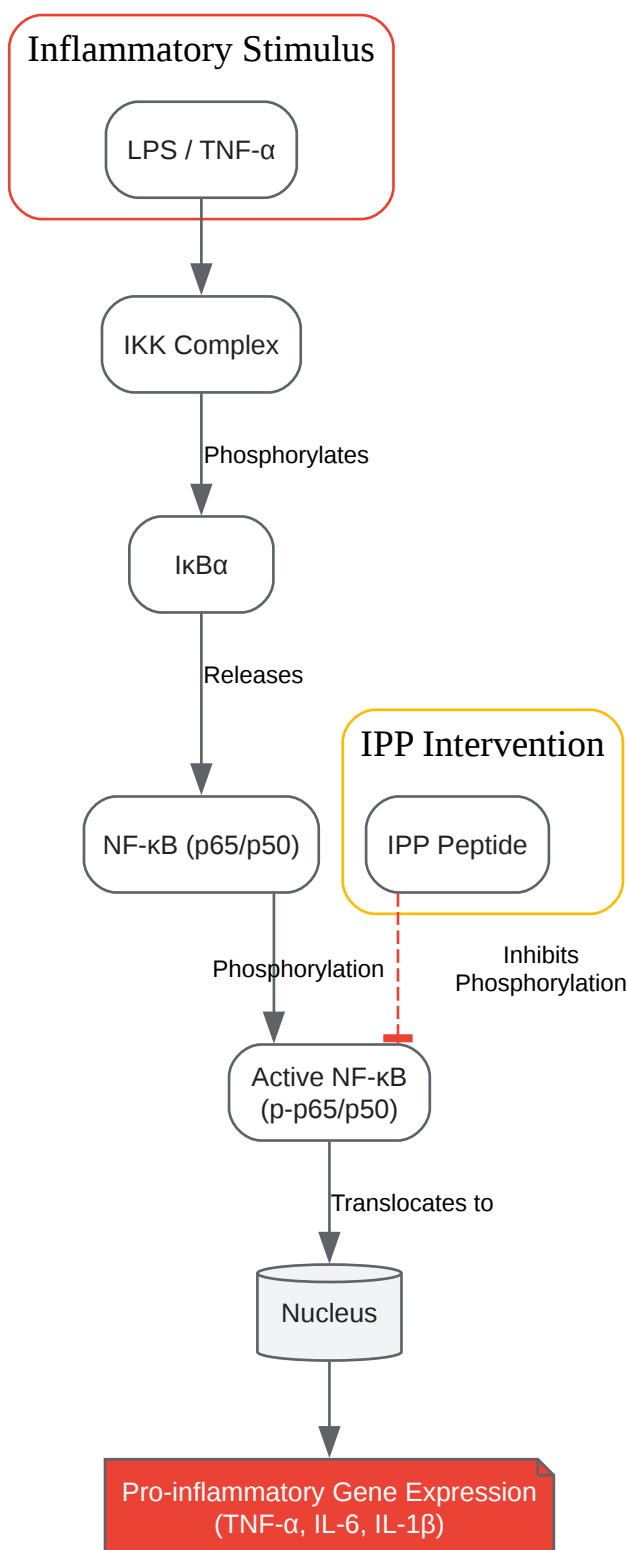 Inflammatory Stimulus
LPS / TNF-α
IKK Complex
Phosphorylates
IκBα
Releases
IPP Intervention
NF-κB (p65/p50)
IPP Peptide
Phosphorylation
Inhibits
Phosphorylation
Active NF-κB
(p-p65/p50)
Translocates to
Nucleus
Pro-inflammatory Gene Expression
(TNF-α, IL-6, IL-1β)